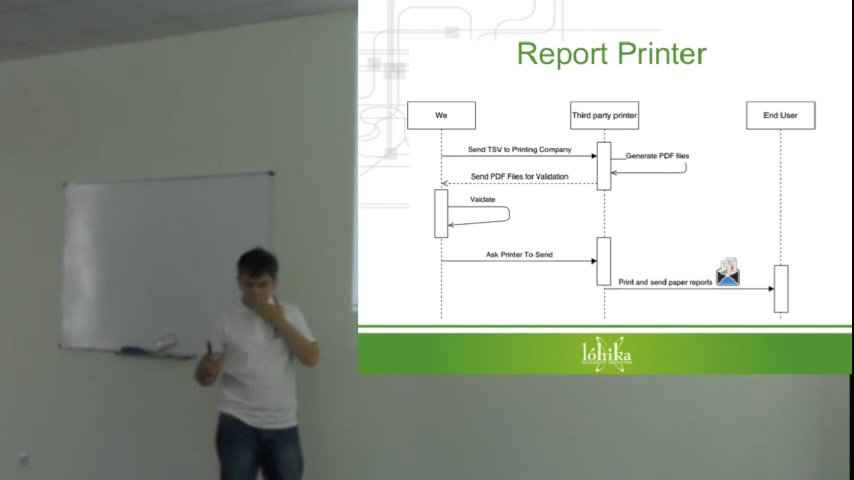 Report Printer
We
Third party printer
End User
Send TSV to Printing Company
Generate PDF files
Send PDF Files for Validation
Vaidate
Ask Printer To Send
Print and send paper reports
lóhika